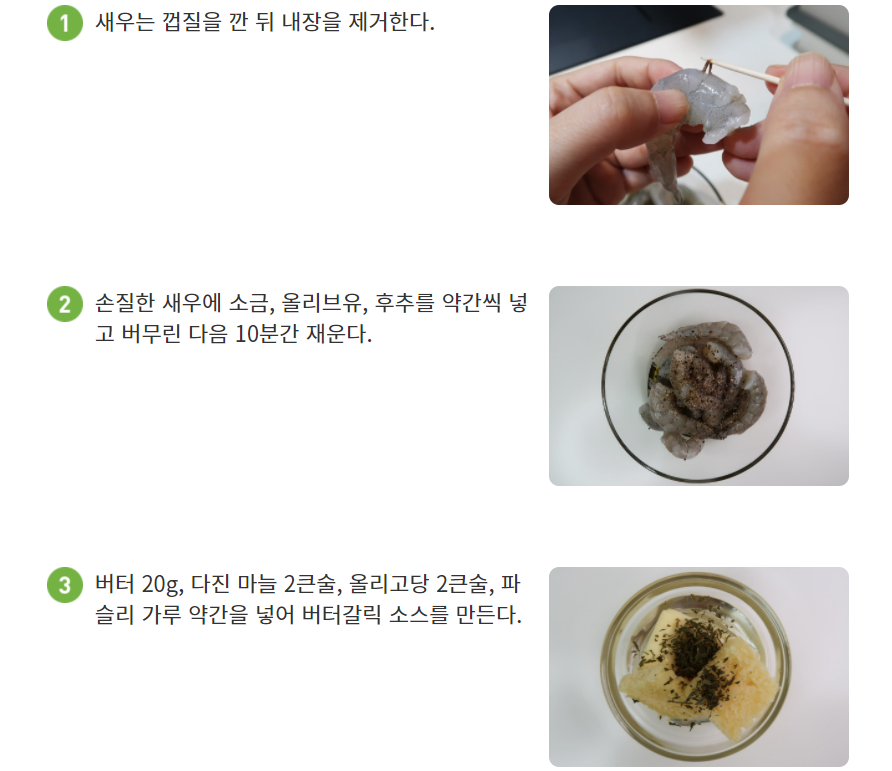 1 새우는 껍질을 깐 뒤 내장을 제거한다.
2 손질한 새우에 소금, 올리브유, 후추를 약간씩 넣
고 버무린 다음 10분간 재운다.
3 버터 20g, 다진 마늘 2큰술, 올리고당 2큰술, 파
슬리 가루 약간을 넣어 버터갈릭 소스를 만든다.